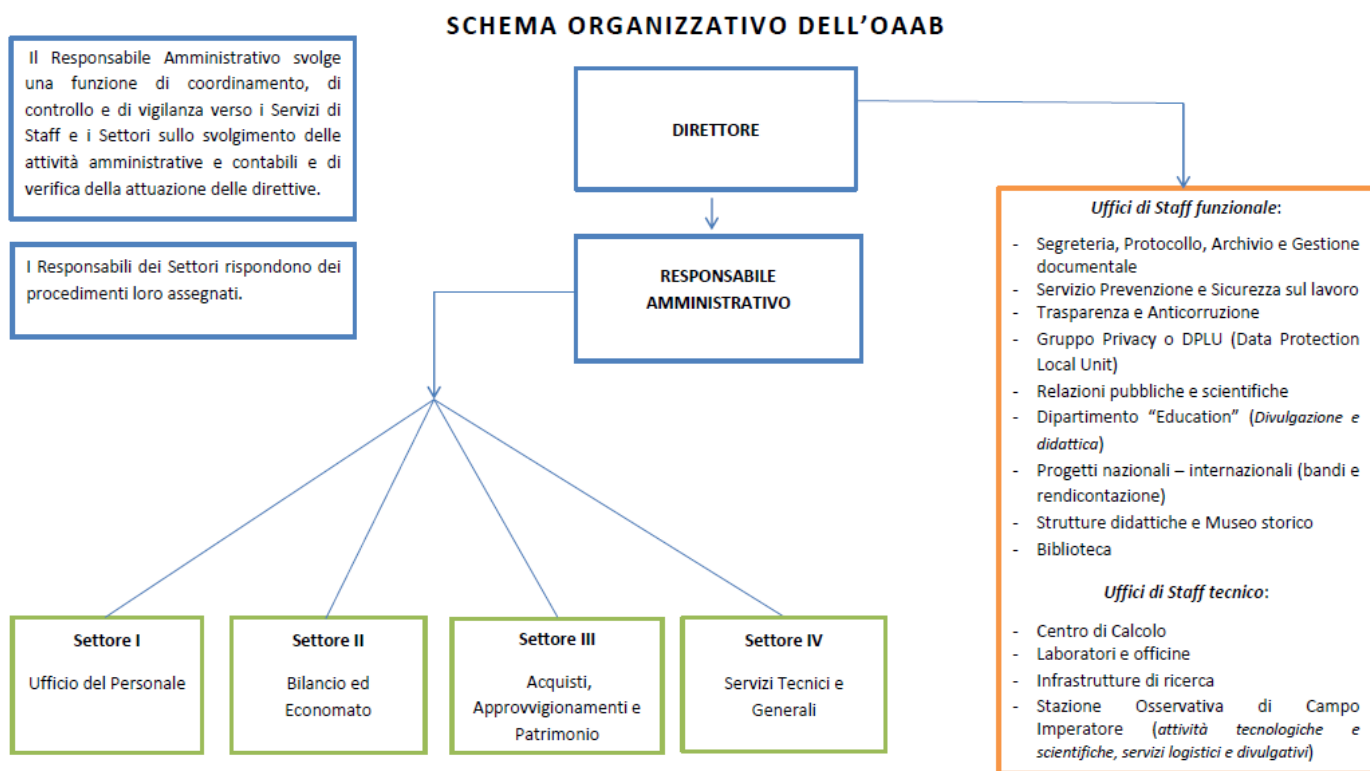 SCHEMA ORGANIZZATIVO DELL'OAAB
Il Responsabile Amministrativo svolge
una funzione di coordinamento, di
controllo e di vigilanza verso i Servizi di
Staff e i Settori sullo svolgimento delle
attività amministrative e contabili e di
verifica della attuazione delle direttive.
I Responsabili dei Settori rispondono dei
procedimenti loro assegnati.
DIRETTORE
RESPONSABILE
AMMINISTRATIVO
Uffici di Staff funzionale:
- Segreteria, Protocollo, Archivio e Gestione
documentale
- Servizio Prevenzione e Sicurezza sul lavoro
- Trasparenza e Anticorruzione
- Gruppo Privacy o DPLU (Data Protection
Local Unit)
- Relazioni pubbliche e scientifiche
- Dipartimento "Education" (Divulgazione e
didattica)
- Progetti nazionali – internazionali (bandi e
rendicontazione)
- Strutture didattiche e Museo storico
- Biblioteca
Uffici di Staff tecnico:
- Centro di Calcolo
- Laboratori e officine
- Infrastrutture di ricerca
- Stazione Osservativa di Campo
Imperatore (attività tecnologiche e
scientifiche, servizi logistici e divulgativi)
Settore I
Ufficio del Personale
Settore II
Bilancio ed
Economato
Settore III
Acquisti,
Approvvigionamenti e
Patrimonio
Settore IV
Servizi Tecnici e
Generali